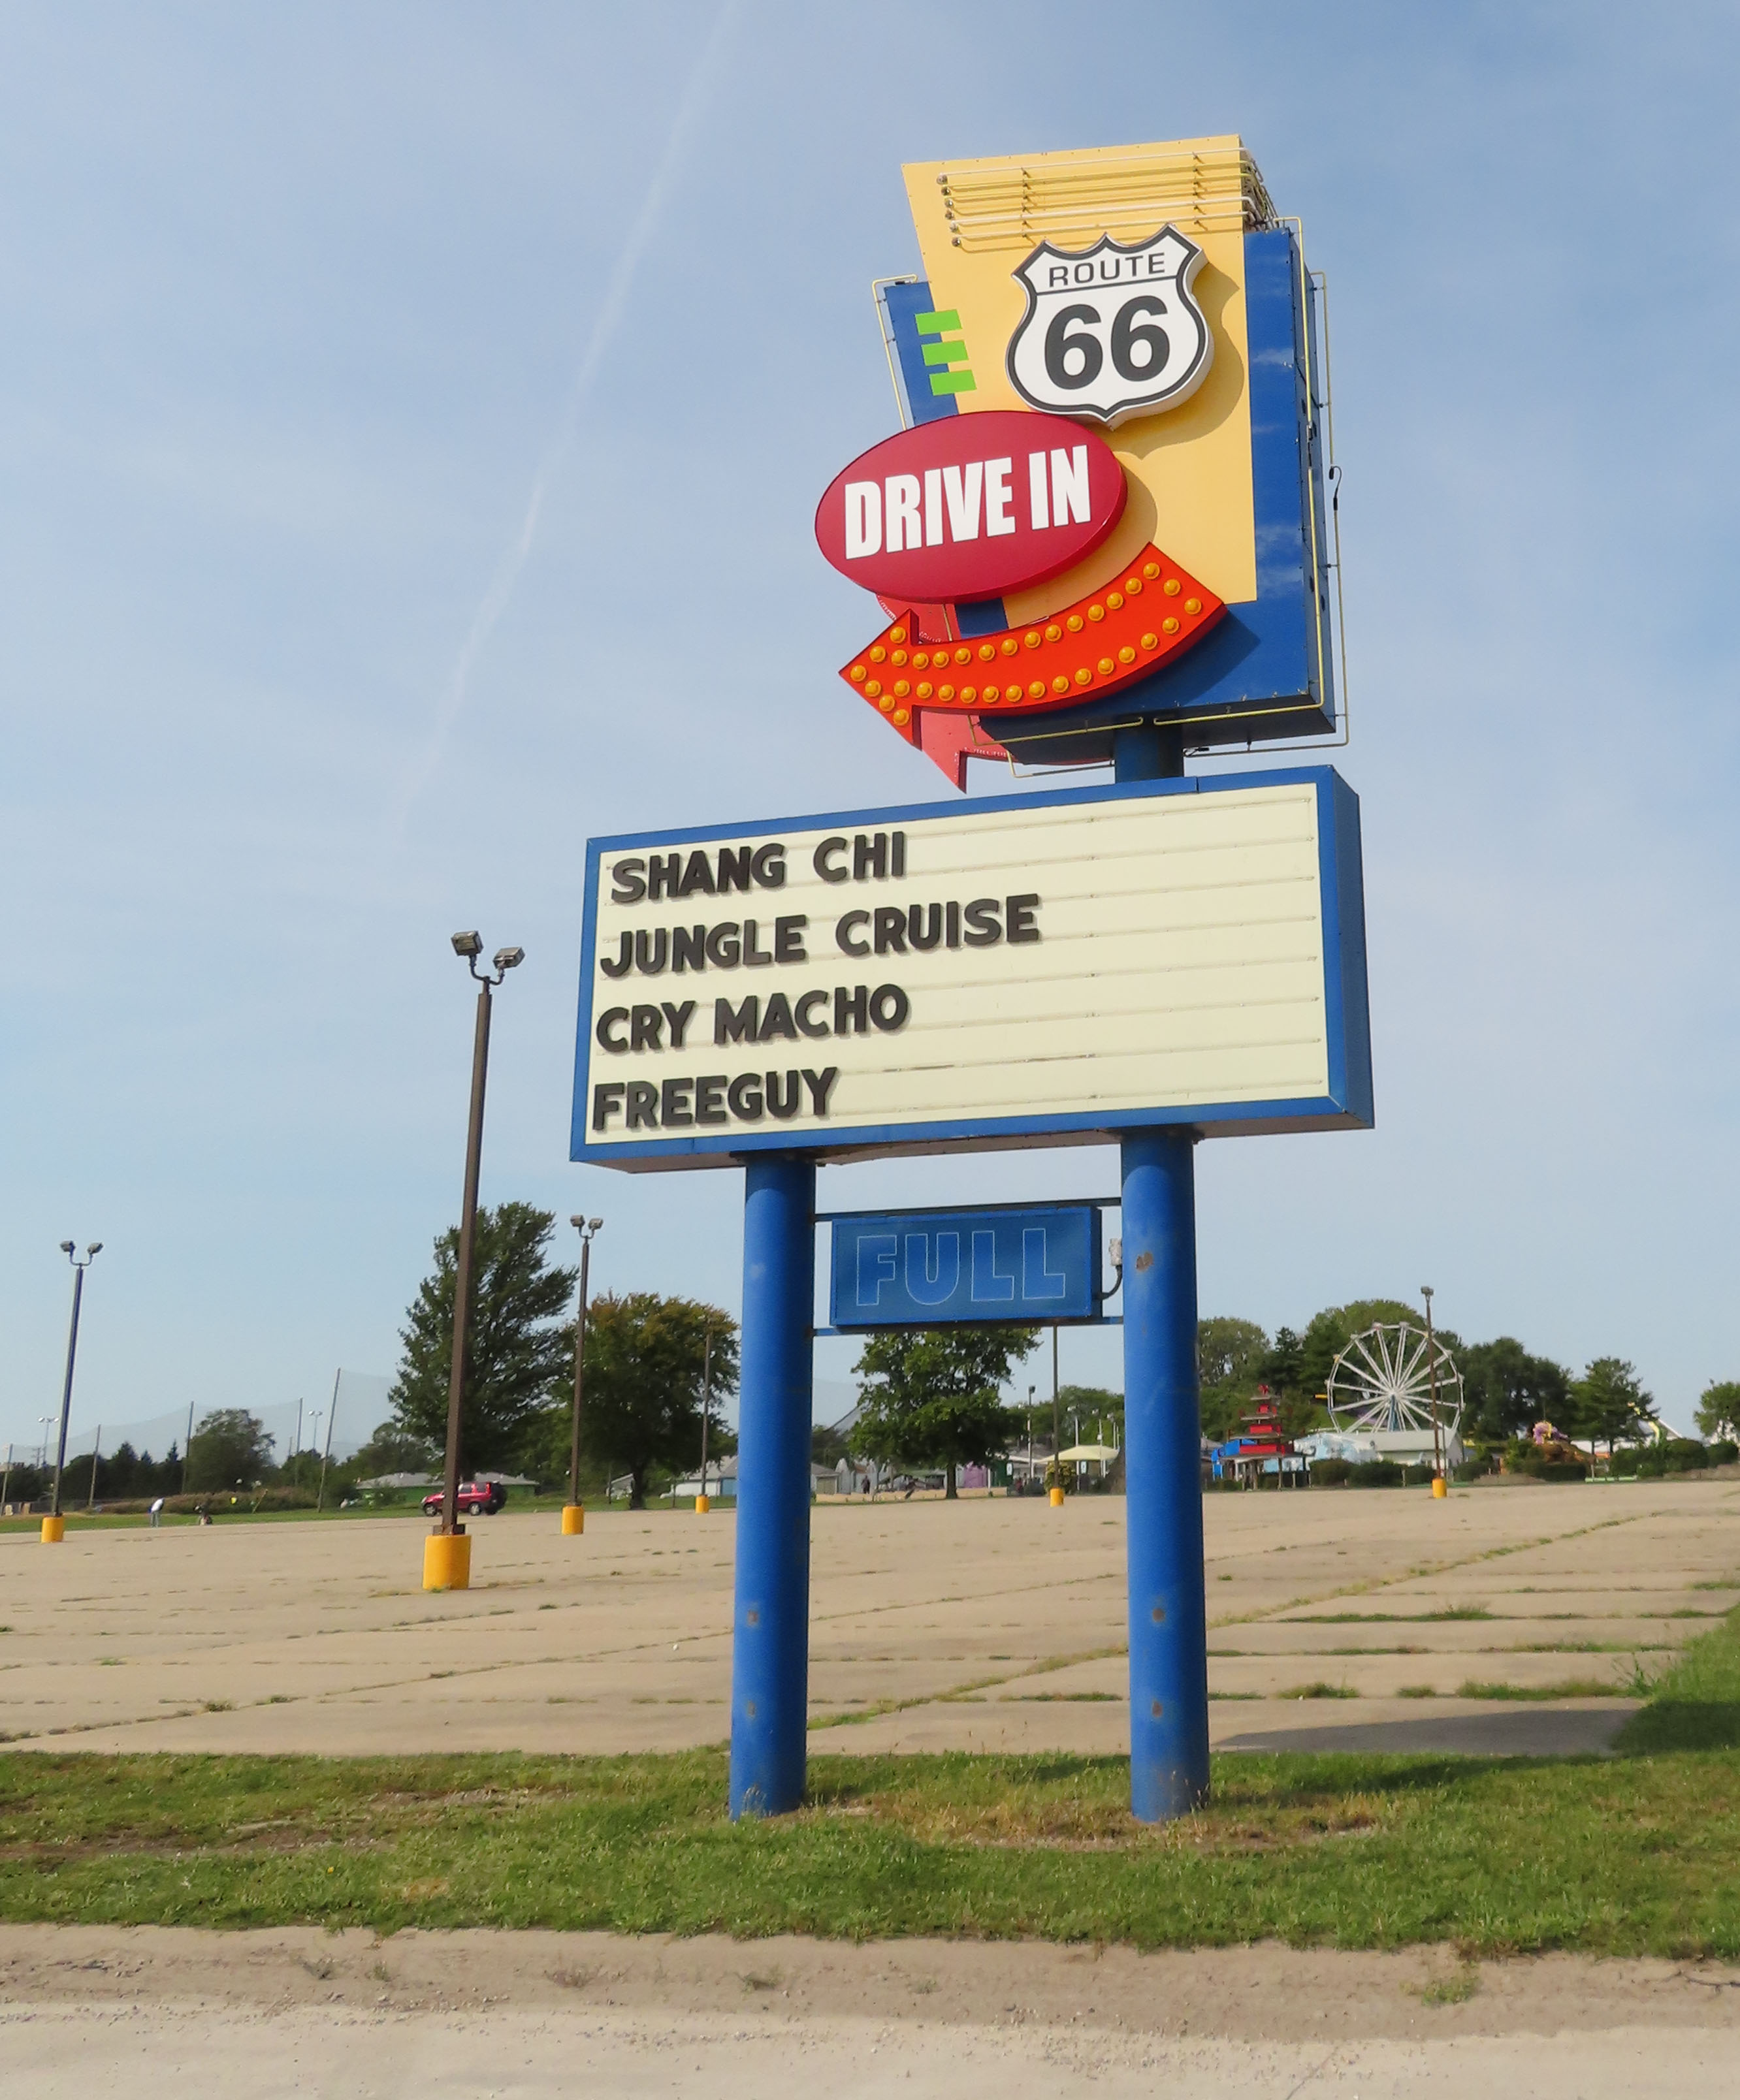 ROUTE
66
DRIVE IN
SHANG CHI
JUNGLE CRUISE
CRY MACHO
FREEGUY
FULL